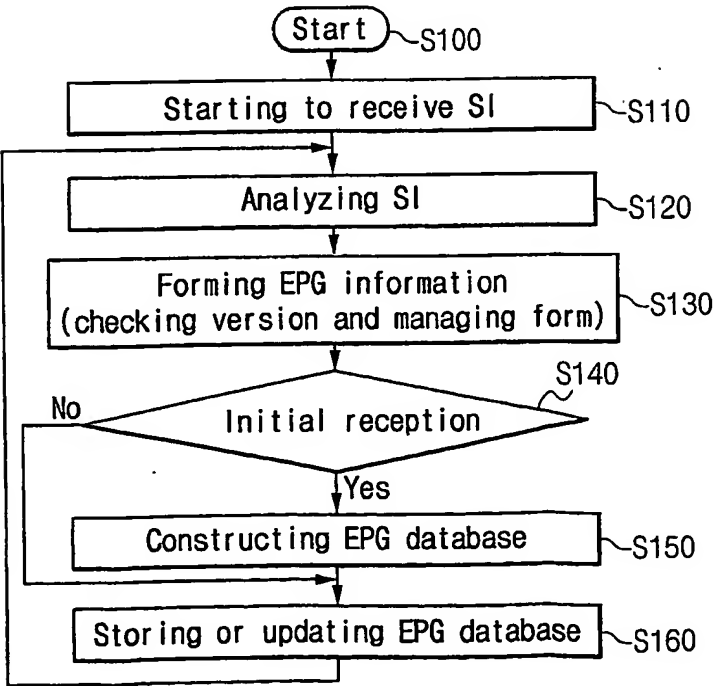 Start
S100
Starting to receive SI
S110
Analyzing SI
S120
Forming EPG information
(checking version and managing form)
S130
S140
No
Initial reception
Yes
Constructing EPG database
S150
Storing or updating EPG database
S160